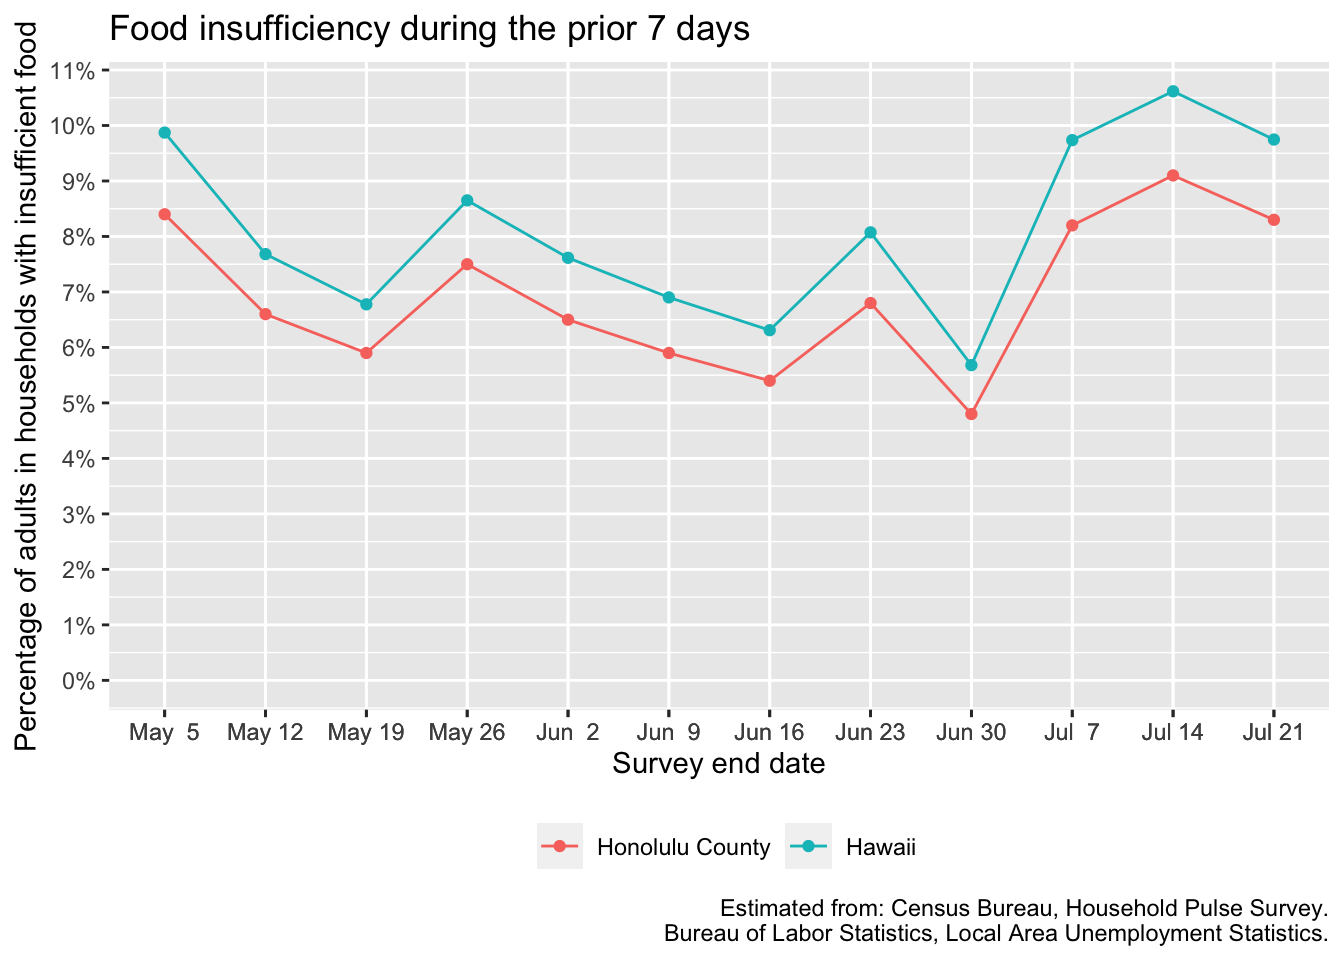 Food insufficiency during the prior 7 days
Percentage of adults in households with insufficient food
11%
10%
9%
8%
7%
6%
5%
4%
3%
2%
1%
0%
May  5 May 12 May 19 May 26 Jun  2 Jun  9 Jun 16 Jun 23 Jun 30 Jul  7 Jul 14 Jul 21
Survey end date
Honolulu County Hawaii
Estimated from: Census Bureau, Household Pulse Survey.
Bureau of Labor Statistics, Local Area Unemployment Statistics.